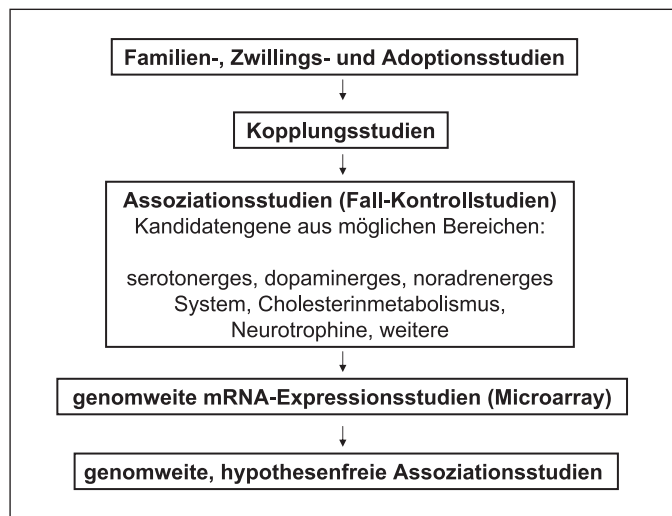 Familien-, Zwillings- und Adoptionsstudien
Kopplungsstudien
Assoziationsstudien (Fall-Kontrollstudien)
Kandidatengene aus möglichen Bereichen:
serotonerges, dopaminerges, noradrenerges
System, Cholesterinmetabolismus,
Neurotrophine, weitere
genomweite mRNA-Expressionsstudien (Microarray)
genomweite, hypothesenfreie Assoziationsstudien